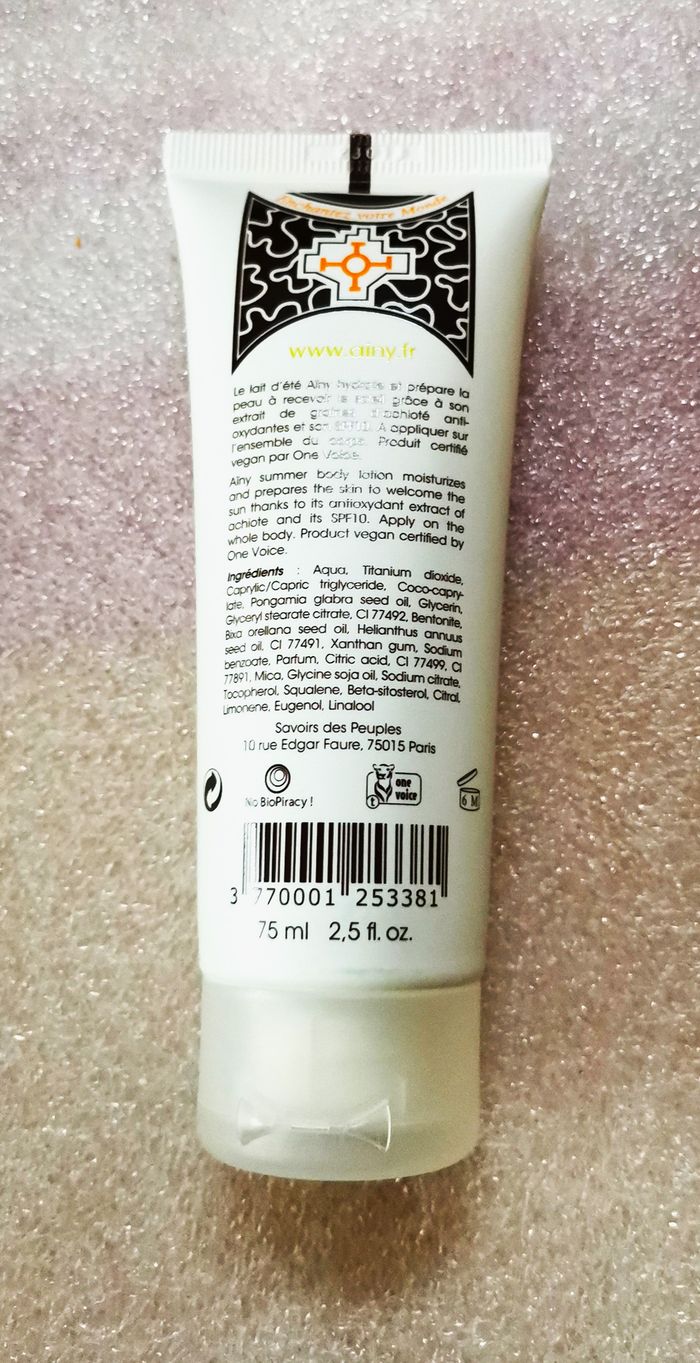 Enchantez votre Monde
www.ainy.fr
Le lait d'été Aïny hydrate et prépare la
peau à recevoir le soleil grâce à son
extrait de graines d'achioté anti-
oxydantes et son SPF10. A appliquer sur
l'ensemble du corps. Produit certifié
vegan par One Voice.
Aïny summer body lotion moisturizes
and prepares the skin to welcome the
sun thanks to its antioxydant extract of
achiote and its SPF10. Apply on the
whole body. Product vegan certified by
One Voice.
Ingrédients : Aqua, Titanium dioxide,
Caprylic/Capric triglyceride, Coco-capry-
late, Pongamia glabra seed oil, Glycerin,
Glyceryl stearate citrate, CI 77492, Bentonite,
Bixa orellana seed oil, Helianthus annuus
seed oil, CI 77491, Xanthan gum, Sodium
benzoate, Parfum, Citric acid, CI 77499, CI
77891, Mica, Glycine soja oil, Sodium citrate,
Tocopherol, Squalene, Beta-sitosterol, Citral,
Limonene, Eugenol, Linalool
Savoirs des Peuples
10 rue Edgar Faure, 75015 Paris
No BioPiracy !
one
voice
t
6 M
3 770001 253381
75 ml 2,5 fl. oz.